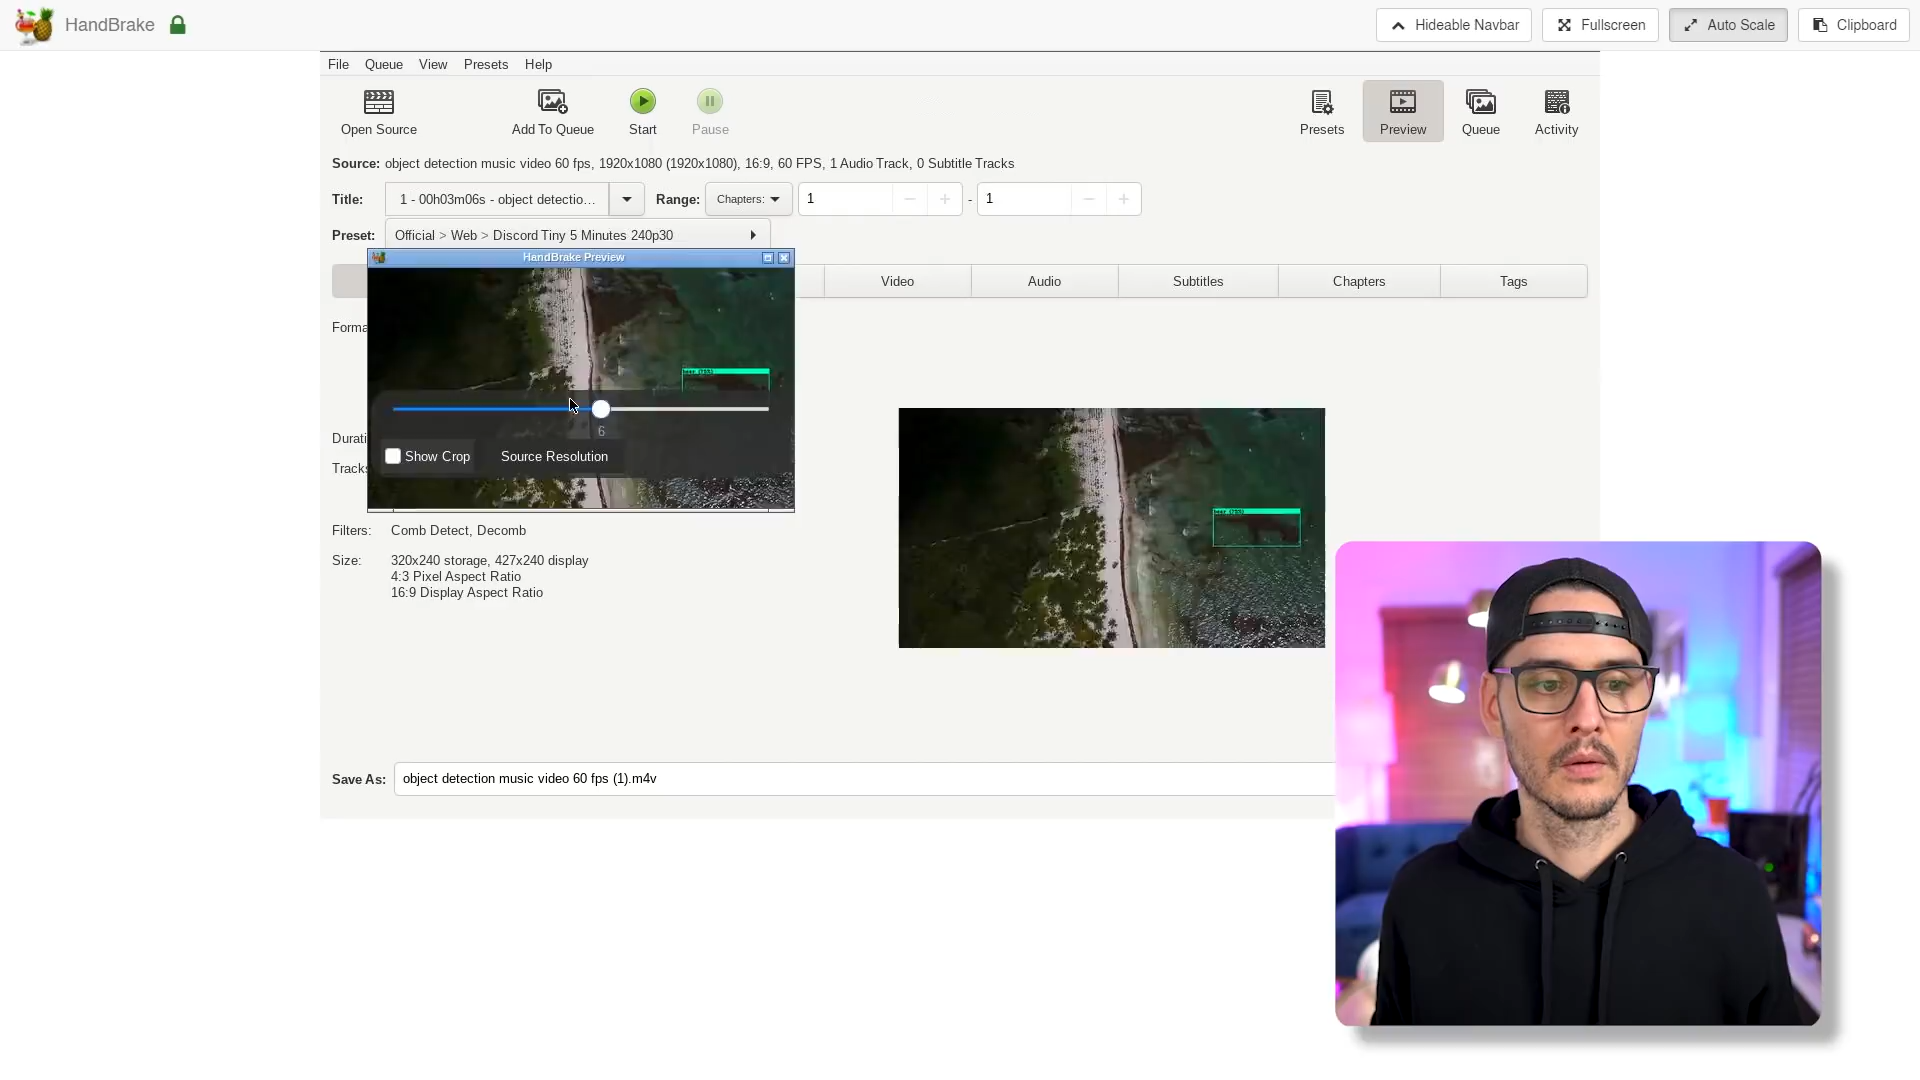 HandBrake
Hideable Navbar
Fullscreen
Auto Scale
Clipboard
File Queue View Presets Help
Open Source
Add To Queue
Start
Pause
Presets
Preview
Queue
Activity
Source: object detection music video 60 fps, 1920x1080 (1920x1080), 16:9, 60 FPS, 1 Audio Track, 0 Subtitle Tracks
Title: 1 - 00h03m06s - object detectio... Range: Chapters: 1 - 1
Preset: Official > Web > Discord Tiny 5 Minutes 240p30
HandBrake Preview
Video
Audio
Subtitles
Chapters
Tags
Forma
6
Durati
Show Crop
Source Resolution
Track
Filters: Comb Detect, Decomb
Size: 320x240 storage, 427x240 display
4:3 Pixel Aspect Ratio
16:9 Display Aspect Ratio
Save As: object detection music video 60 fps (1).m4v